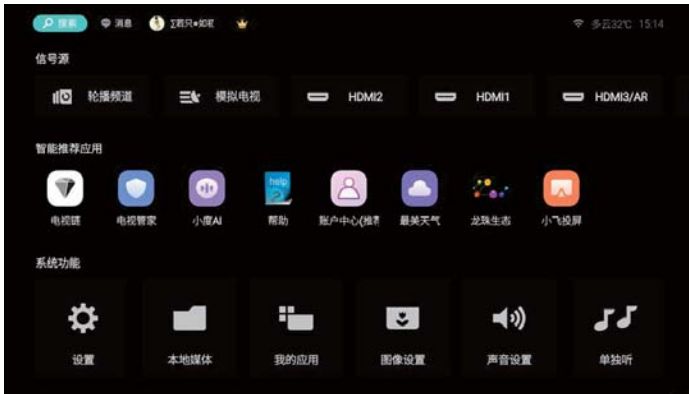 搜索 消息 多云32℃ 15:14
信号源
轮播频道 模拟电视 HDMI2 HDMI1 HDMI3/AR
智能推荐应用
help
电视链 电视管家 小度AI 帮助 账户中心(推荐 最美天气 龙珠生态 小飞投屏
系统功能
设置 本地媒体 我的应用 图像设置 声音设置 单独听